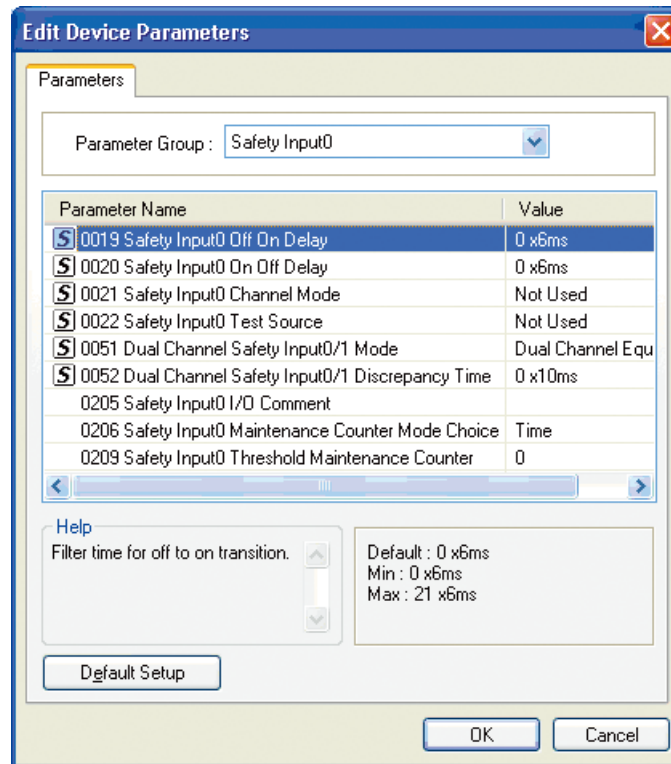 Edit Device Parameters
Parameters
Parameter Group : Safety Input0
Parameter Name Value
S 0019 Safety Input0 Off On Delay 0 x6ms
S 0020 Safety Input0 On Off Delay 0 x6ms
S 0021 Safety Input0 Channel Mode Not Used
S 0022 Safety Input0 Test Source Not Used
S 0051 Dual Channel Safety Input0/1 Mode Dual Channel Equ
S 0052 Dual Channel Safety Input0/1 Discrepancy Time 0 x10ms
0205 Safety Input0 I/O Comment
0206 Safety Input0 Maintenance Counter Mode Choice Time
0209 Safety Input0 Threshold Maintenance Counter 0
Help
Filter time for off to on transition.
Default : 0 x6ms
Min : 0 x6ms
Max : 21 x6ms
Default Setup
OK Cancel